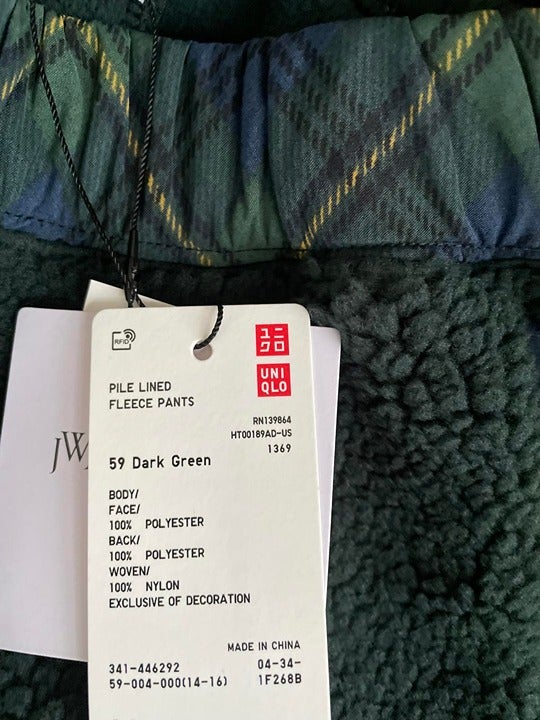 RFID
ユニ
クロ
UNI
QLO
PILE LINED
FLEECE PANTS
RN139864
HT00189AD-US
1369
59 Dark Green
JW
BODY/
FACE/
100% POLYESTER
BACK/
100% POLYESTER
WOVEN/
100% NYLON
EXCLUSIVE OF DECORATION
MADE IN CHINA
341-446292 04-34-
59-004-000(14-16) 1F268B